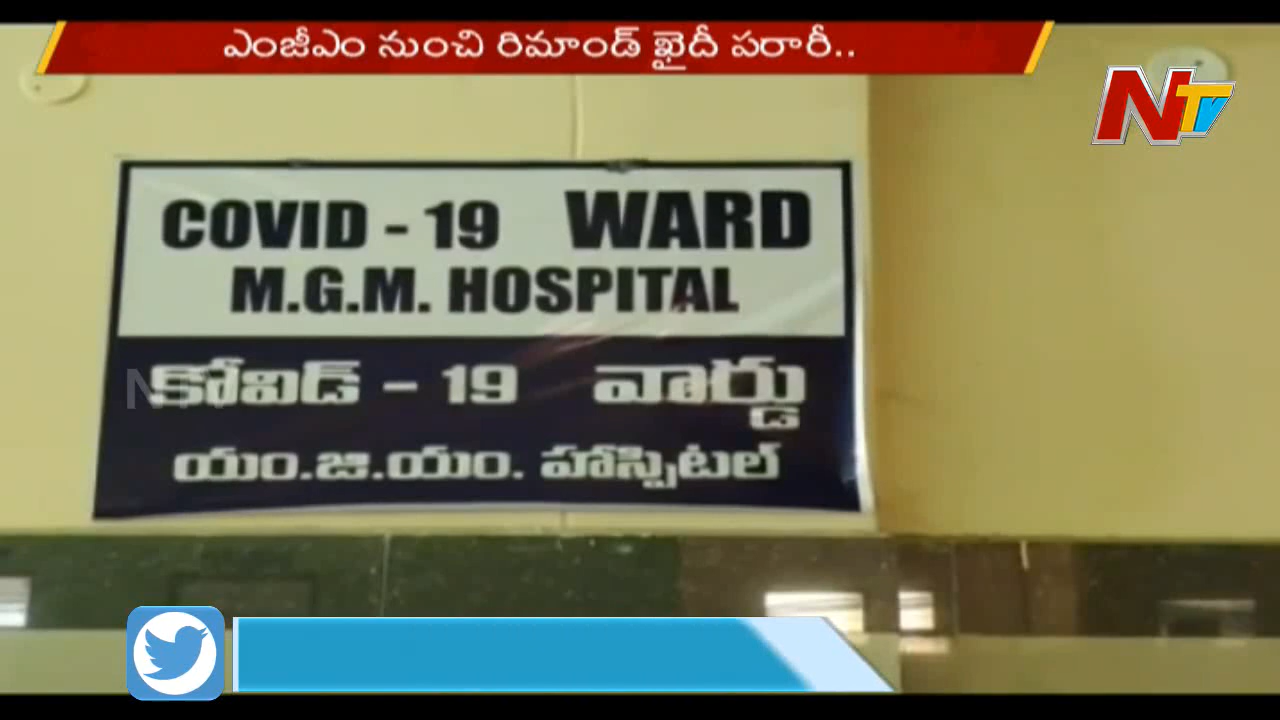 ఎంజీఎం నుంచి రిమాండ్ ఖైదీ పరారీ..
NTV
COVID - 19 WARD
M.G.M. HOSPITAL
కోవిడ్ - 19 వార్డు
యం.జి.యం. హాస్పిటల్